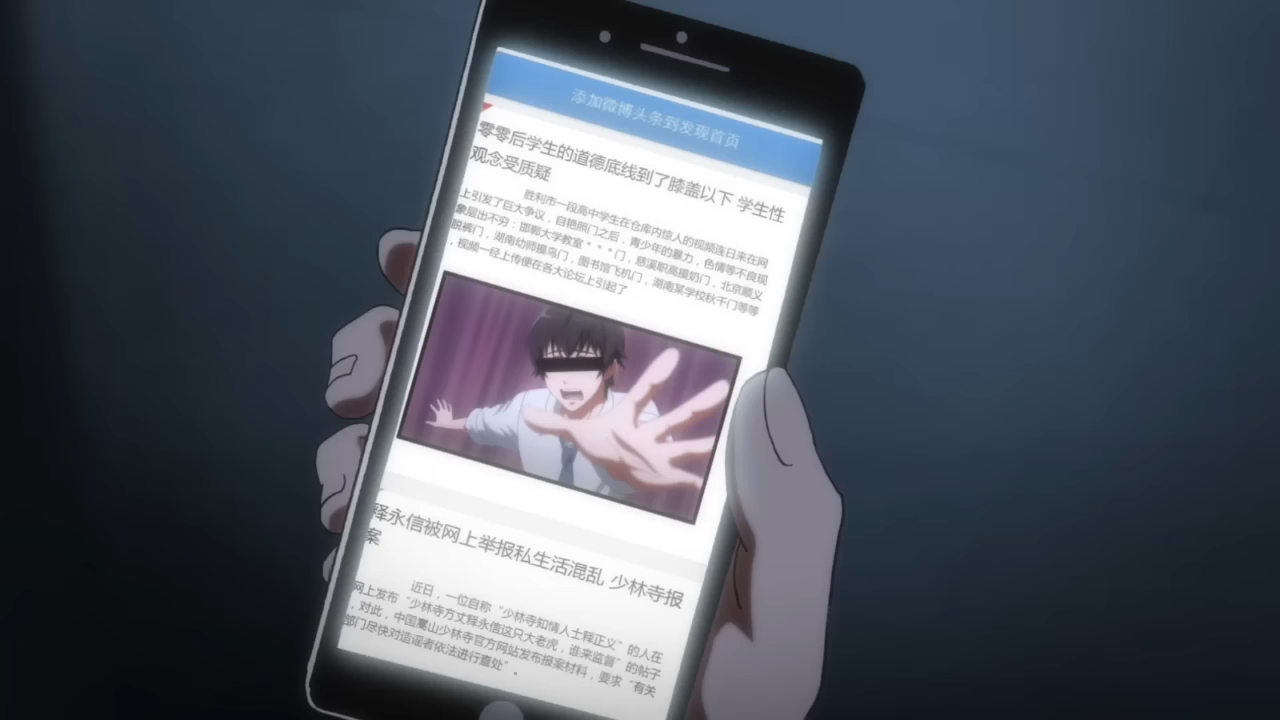 添加微博头条到发现首页
零零后学生的道德底线到了膝盖以下 学生性
观念受质疑
胜利市一段高中学生在仓库内惊人的视频连日来在网
上引发了巨大争议，自艳照门之后，青少年的暴力，色情等不良现
象层出不穷：邯郸大学教室***门，慈溪职高摸奶门，北京顺义
脱裤门，湖南幼师摸鸟门，图书馆飞机门，湖南某学校秋千门等等
，视频一经上传便在各大论坛上引起了
释永信被网上举报私生活混乱 少林寺报
案
近日，一位自称“少林寺知情人士释正义”的人在
网上发布“少林寺方丈释永信这只大老虎，谁来监督”的帖子
，对此，中国嵩山少林寺官方网站发布报案材料，要求“有关
部门尽快对造谣者依法进行查处”。